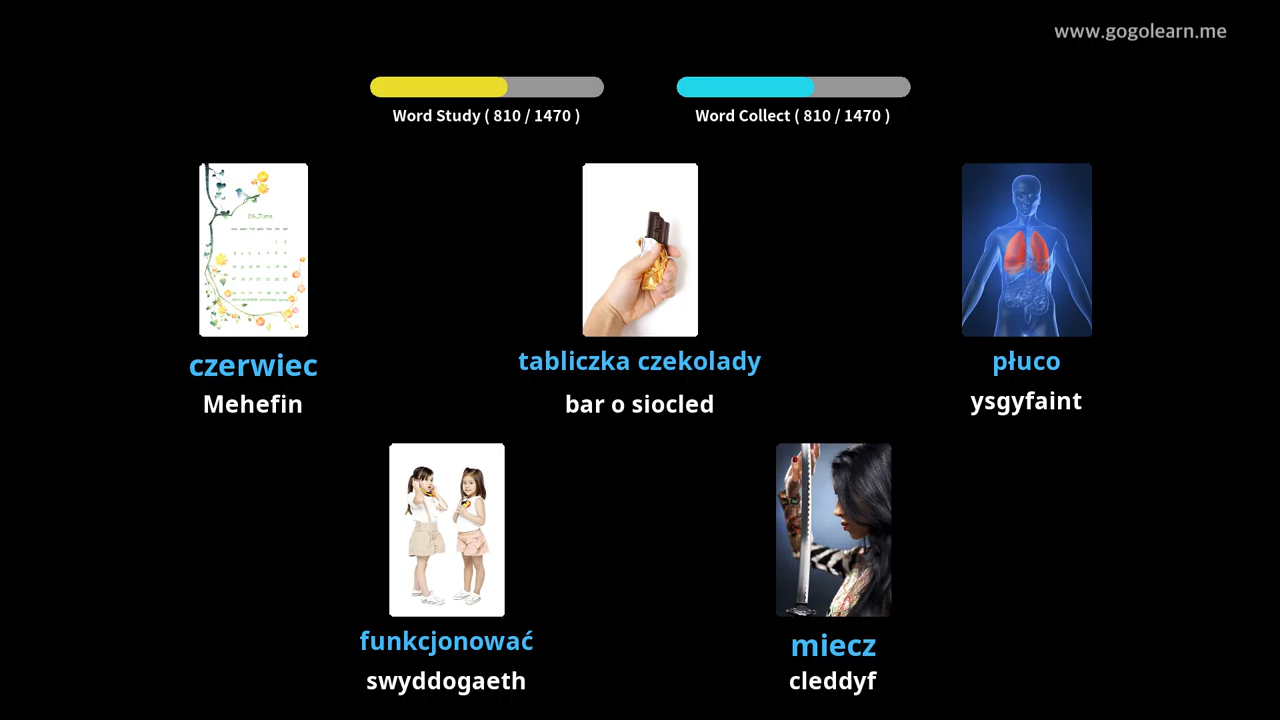 www.gogolearn.me
Word Study ( 810 / 1470 )
Word Collect ( 810 / 1470 )
czerwiec
Mehefin
tabliczka czekolady
bar o siocled
płuco
ysgyfaint
funkcjonować
swyddogaeth
miecz
cleddyf